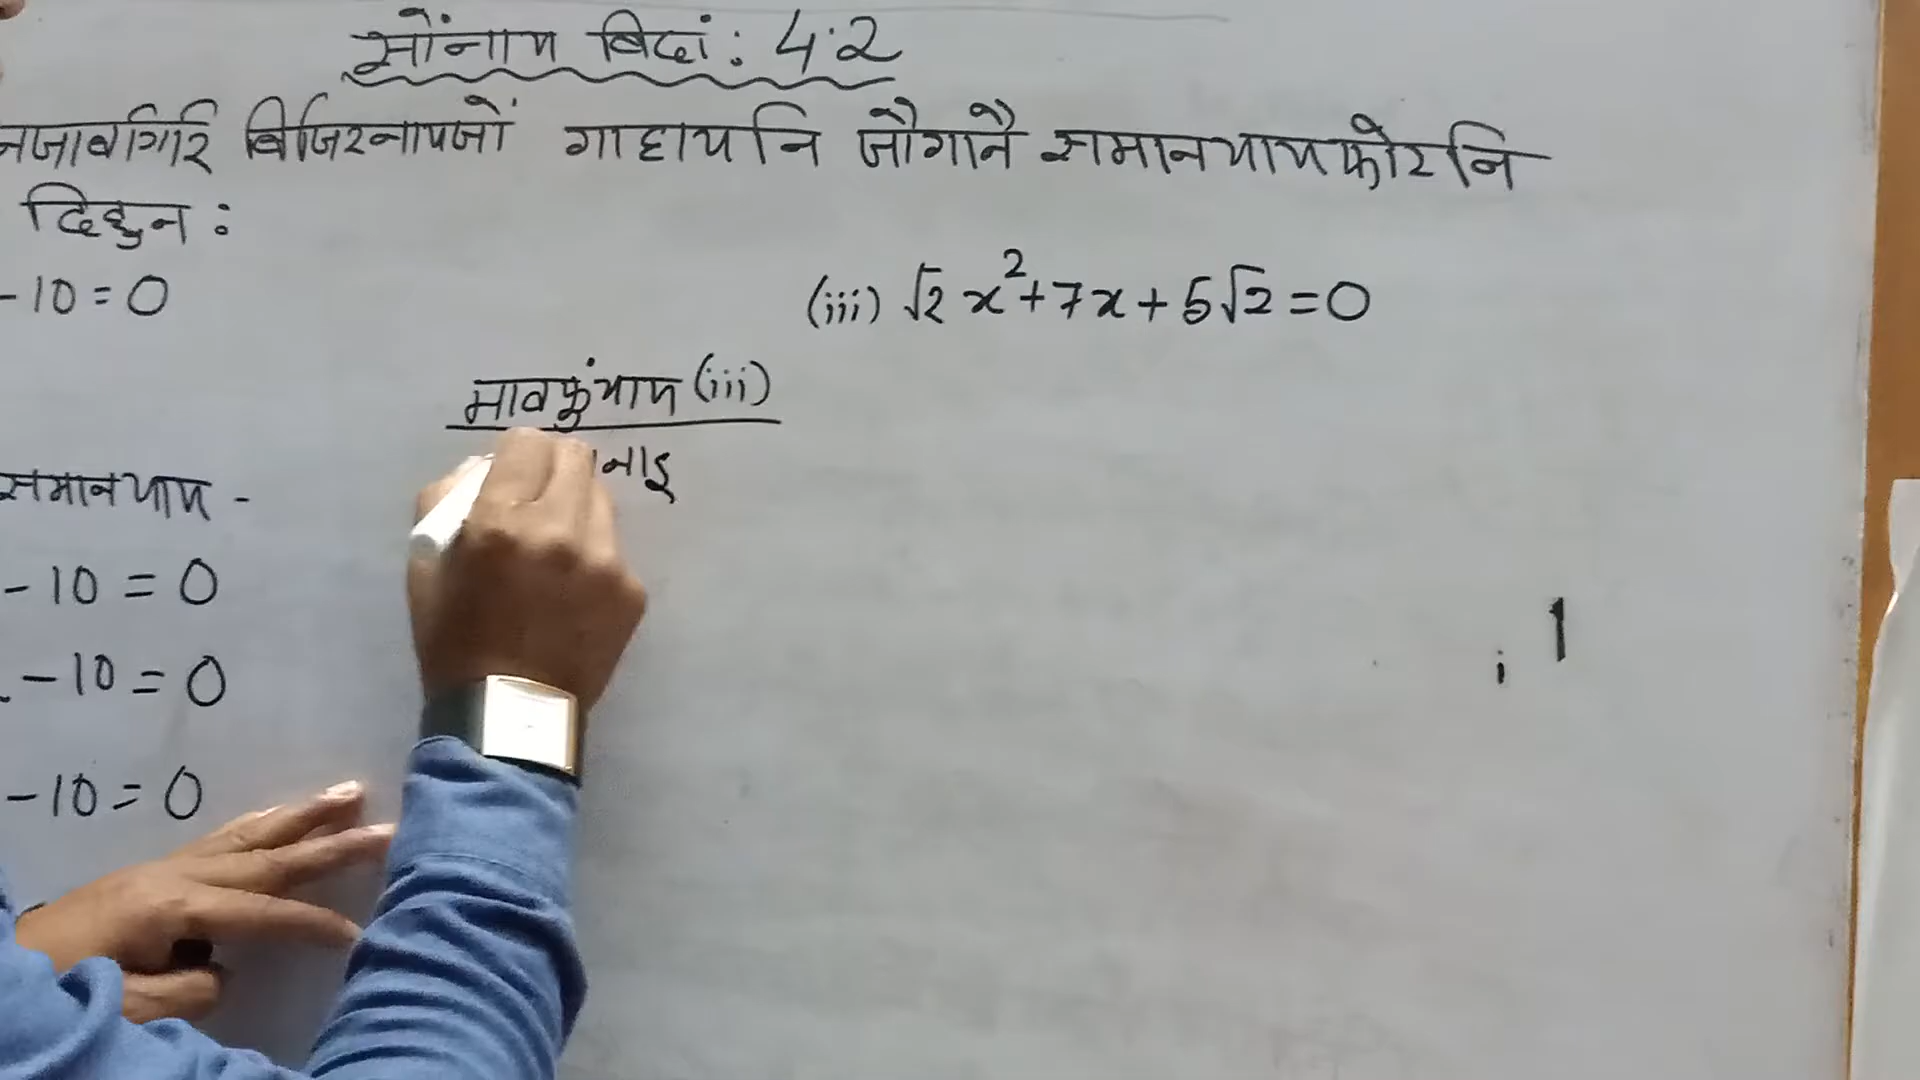 सोंनाय बिदां: 4.2
नजावगिरि बिजिरनायजों गाहायनि जौगानै समानथायफोरनि
दिहुन:
-10=0
(iii) √2 x²+7x+5√2=0
मावफुंथाय (iii)
नाइ
समानथाय -
-10=0
-10=0
-10=0